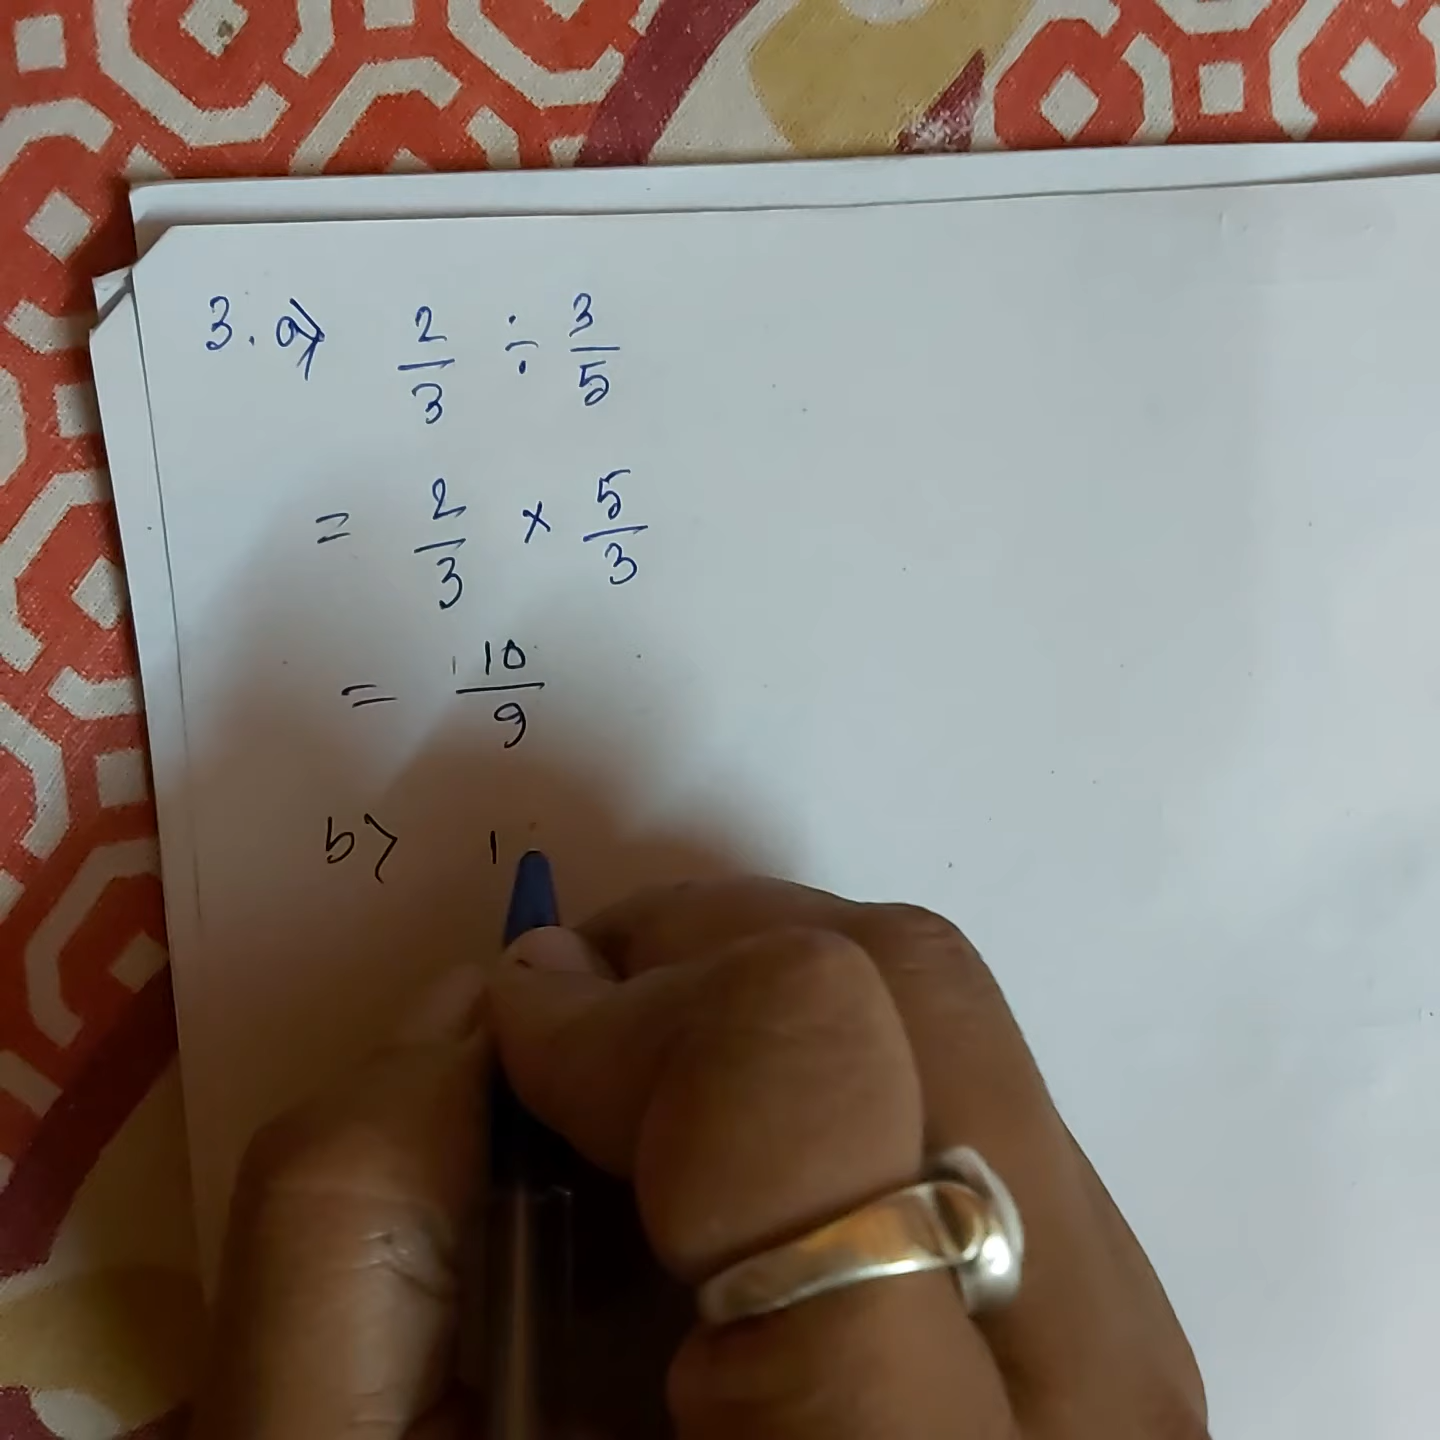 3. a) 2/3 ÷ 3/5
= 2/3 × 5/3
= 10/9
b) 1